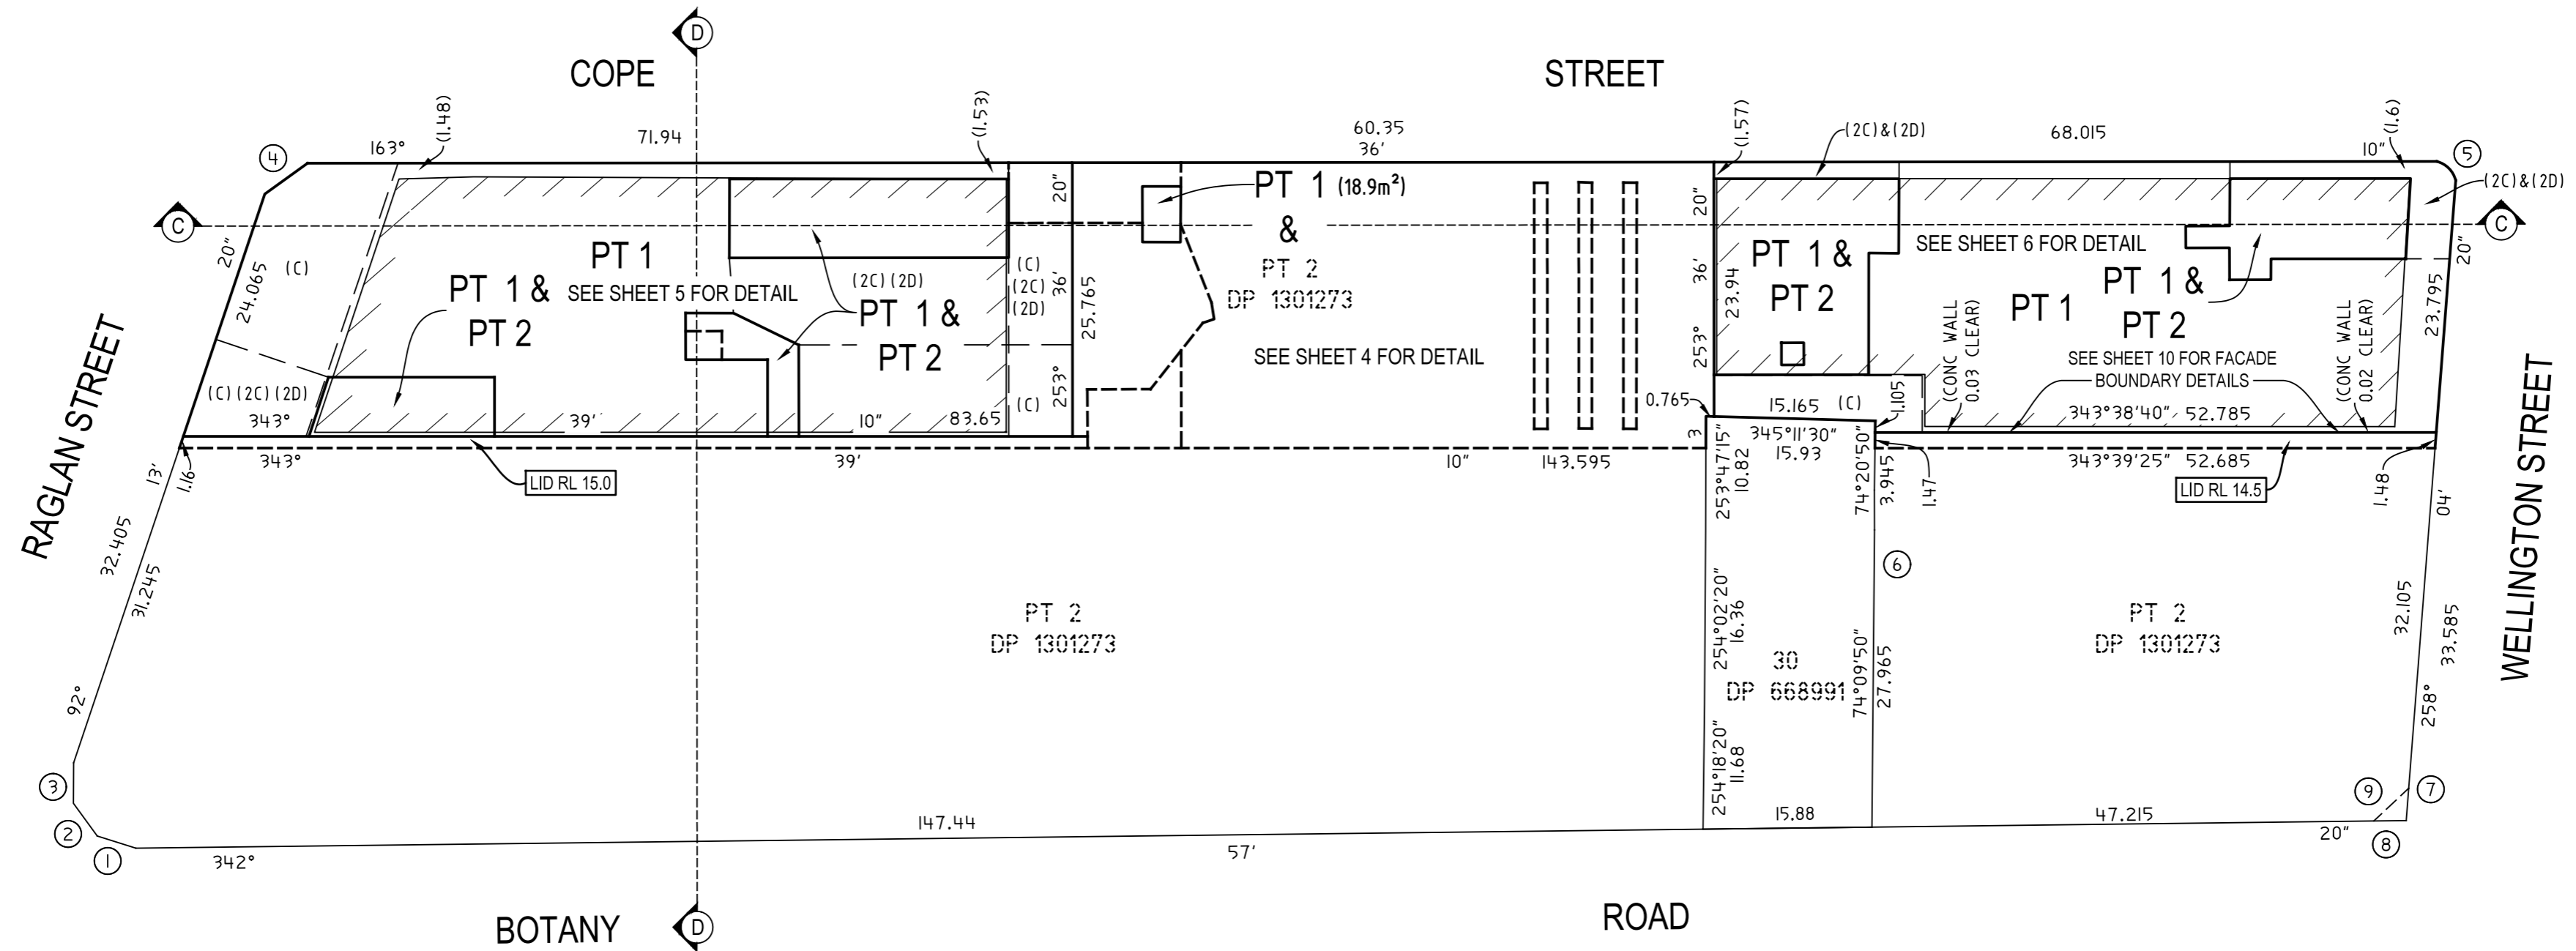 D
COPE
STREET
163°
(1.48)
71.94
(1.53)
60.35
36'
(1.57)
(2C)&(2D)
68.015
10"
(1.6)
4
5
(2C)&(2D)
C
C
20"
24.065
(C)
PT 1
SEE SHEET 5 FOR DETAIL
PT 1 &
PT 2
(2C)(2D)
PT 1 &
PT 2
(C)
(2C)
(2D)
(C)
20"
36'
253°
25.765
PT 1 (18.9m²)
&
PT 2
DP 1301273
SEE SHEET 4 FOR DETAIL
20"
36'
253°
23.94
PT 1 &
PT 2
SEE SHEET 6 FOR DETAIL
PT 1
PT 1 &
PT 2
(CONC WALL
0.03 CLEAR)
SEE SHEET 10 FOR FACADE
BOUNDARY DETAILS
(CONC WALL
0.02 CLEAR)
20"
23.795
(C)(2C)(2D)
343°
39'
10"
83.65
0.765
15.165 (C)
1.105
343°38'40" 52.785
RAGLAN STREET
WELLINGTON STREET
13'
1.16
343°
39'
10"
143.595
LID RL 15.0
3
253°47'15"
10.82
345°11'30"
15.93
74°20'50"
3.945
1.47
343°39'25" 52.685
LID RL 14.5
1.48
04'
32.405
31.245
92°
6
PT 2
DP 1301273
254°02'20"
16.36
30
DP 668991
74°09'50"
27.965
PT 2
DP 1301273
32.105
33.585
258°
254°18'20"
11.68
3
2
1
9
7
8
147.44
15.88
47.215
342°
57'
20"
BOTANY
D
ROAD